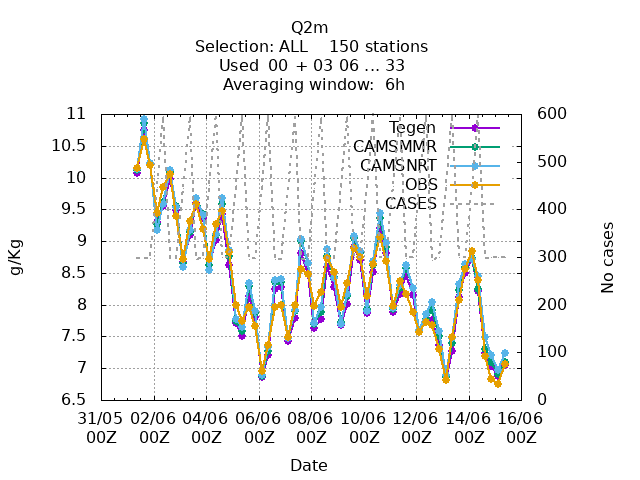 Q2m
Selection: ALL    150 stations
Used  00 + 03 06 ... 33
Averaging window:  6h
11
10.5
10
9.5
9
8.5
8
7.5
7
6.5
g/Kg
600
500
400
300
200
100
0
No cases
Tegen
CAMSMMR
CAMSNRT
OBS
CASES
31/05 02/06 04/06 06/06 08/06 10/06 12/06 14/06 16/06
00Z 00Z 00Z 00Z 00Z 00Z 00Z 00Z 00Z
Date